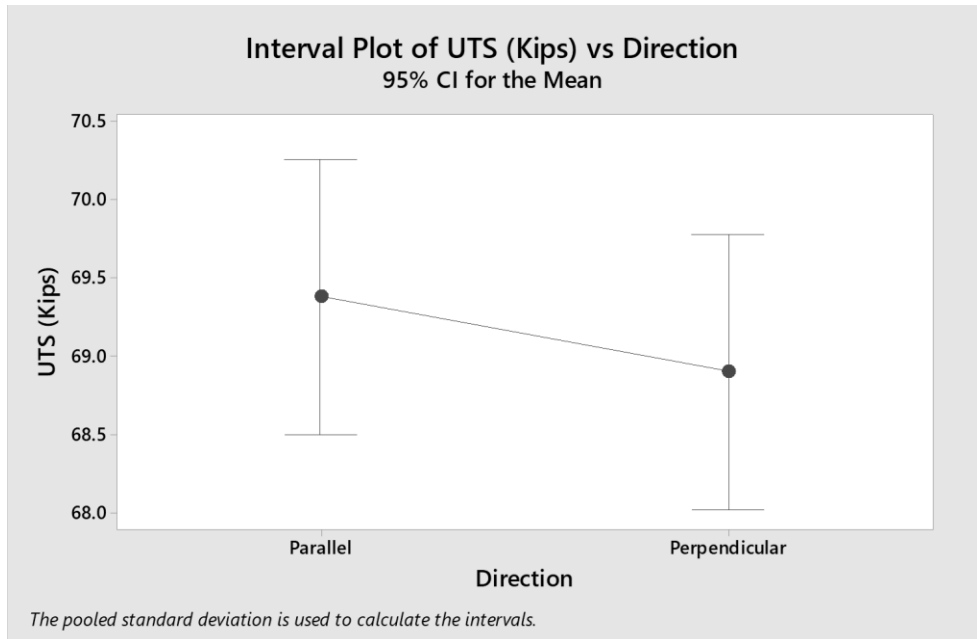 Interval Plot of UTS (Kips) vs Direction
95% CI for the Mean
UTS (Kips)
70.5
70.0
69.5
69.0
68.5
68.0
Parallel
Perpendicular
Direction
The pooled standard deviation is used to calculate the intervals.